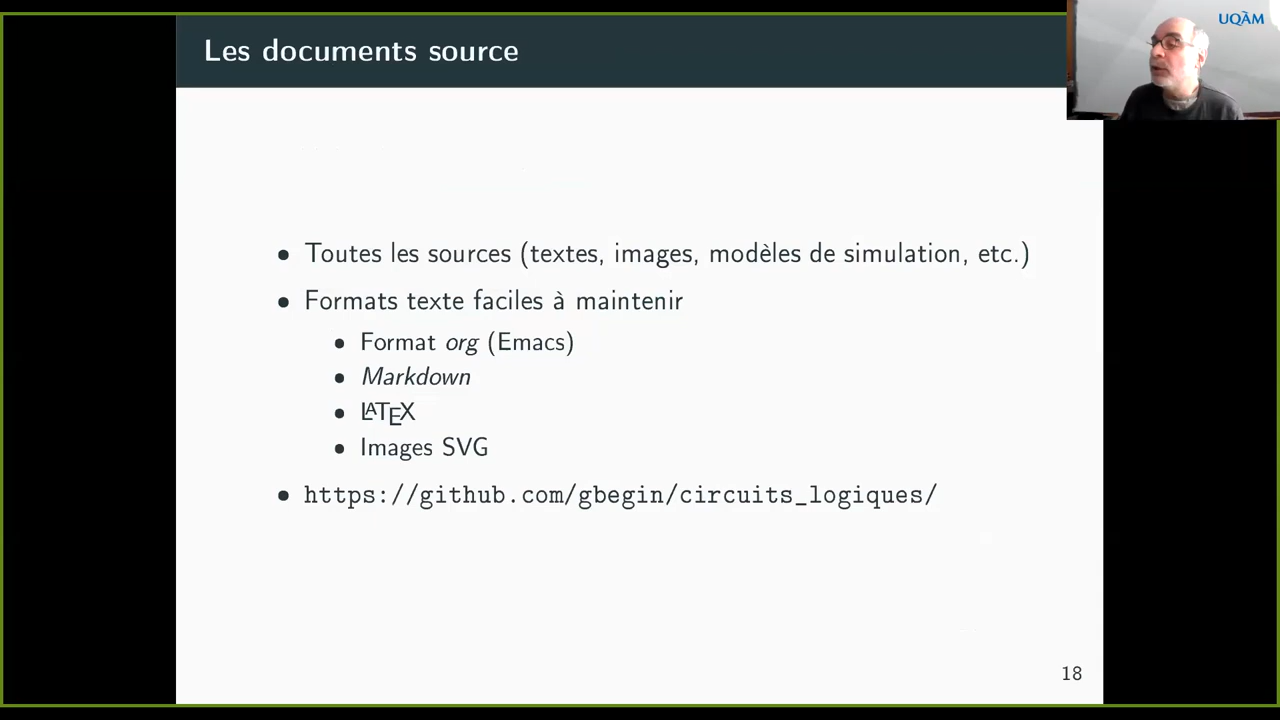 Les documents source
UQÀM
• Toutes les sources (textes, images, modèles de simulation, etc.)
• Formats texte faciles à maintenir
• Format org (Emacs)
• Markdown
• LATEX
• Images SVG
• https://github.com/gbegin/circuits_logiques/
18